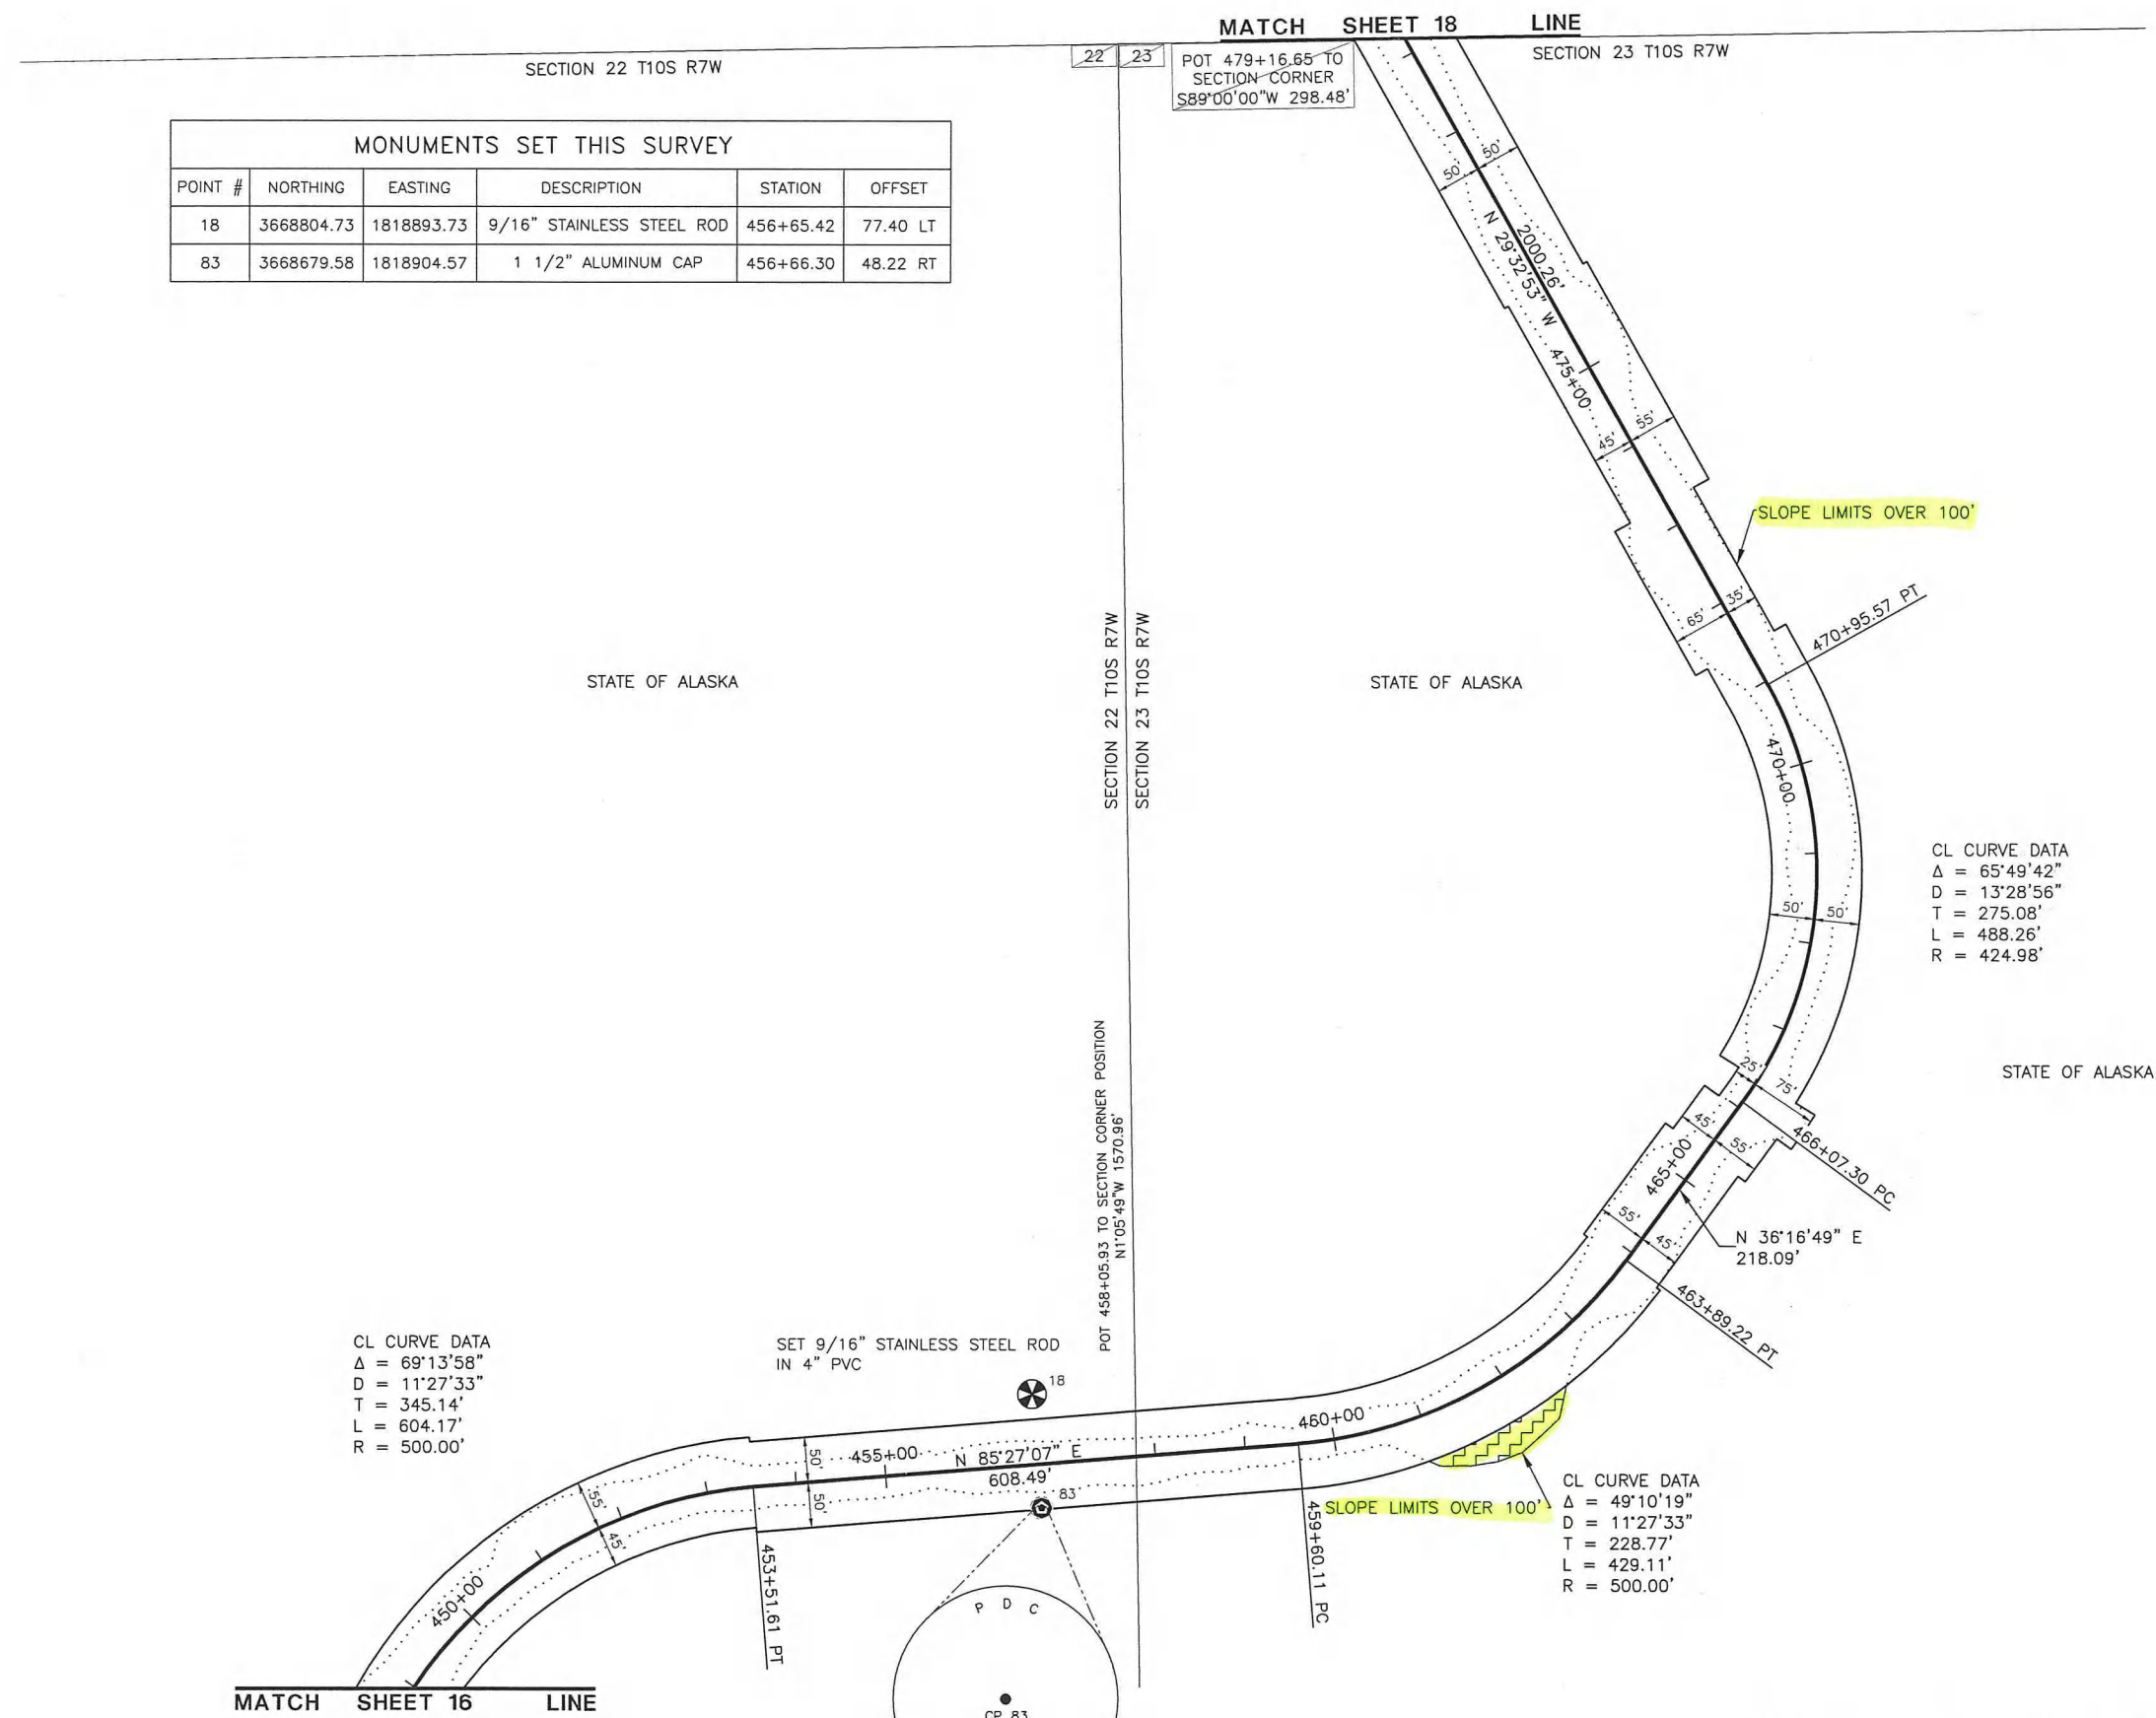 MATCH SHEET 18 LINE
SECTION 22 T10S R7W
22 23
POT 479+16.65 TO
SECTION CORNER
S89°00'00"W 298.48'
SECTION 23 T10S R7W
MONUMENTS SET THIS SURVEY
POINT # NORTHING EASTING DESCRIPTION STATION OFFSET
18 3668804.73 1818893.73 9/16" STAINLESS STEEL ROD 456+65.42 77.40 LT
83 3668679.58 1818904.57 1 1/2" ALUMINUM CAP 456+66.30 48.22 RT
50'
50'
N 29°32'53" W
2000.26'
475+00
45'
55'
SLOPE LIMITS OVER 100'
65'
35'
470+95.57 PT
STATE OF ALASKA
SECTION 22 T10S R7W
SECTION 23 T10S R7W
STATE OF ALASKA
470+00
CL CURVE DATA
Δ = 65°49'42"
D = 13°28'56"
T = 275.08'
L = 488.26'
R = 424.98'
50'
50'
25'
75'
STATE OF ALASKA
45'
55'
466+07.30 PC
465+00
N 36°16'49" E
218.09'
55'
45'
463+89.22 PT
POT 458+05.93 TO SECTION CORNER POSITION
N1°05'49"W 1570.96'
CL CURVE DATA
Δ = 69°13'58"
D = 11°27'33"
T = 345.14'
L = 604.17'
R = 500.00'
SET 9/16" STAINLESS STEEL ROD
IN 4" PVC
18
460+00
50'
455+00
N 85°27'07" E
608.49'
50'
83
55'
45'
450+00
453+51.61 PT
459+60.11 PC
SLOPE LIMITS OVER 100'
CL CURVE DATA
Δ = 49°10'19"
D = 11°27'33"
T = 228.77'
L = 429.11'
R = 500.00'
P D C
CP 83
MATCH SHEET 16 LINE